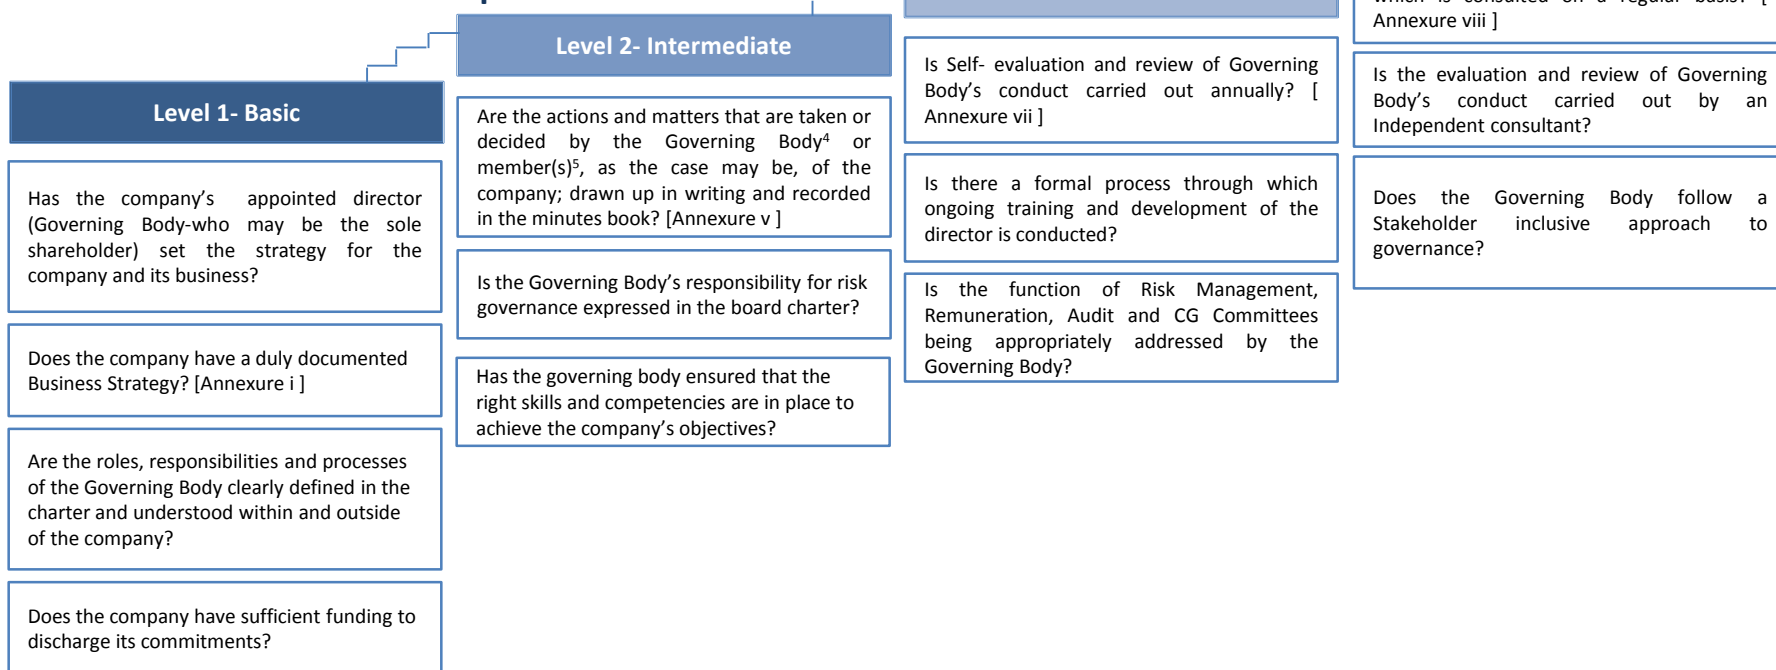 Level 1- Basic
Has the company's appointed director
(Governing Body-who may be the sole
shareholder) set the strategy for the
company and its business?
Does the company have a duly documented
Business Strategy? [Annexure i ]
Are the roles, responsibilities and processes
of the Governing Body clearly defined in the
charter and understood within and outside
of the company?
Does the company have sufficient funding to
discharge its commitments?
Level 2- Intermediate
Are the actions and matters that are taken or
decided by the Governing Body⁴ or
member(s)⁵, as the case may be, of the
company; drawn up in writing and recorded
in the minutes book? [Annexure v ]
Is the Governing Body's responsibility for risk
governance expressed in the board charter?
Has the governing body ensured that the
right skills and competencies are in place to
achieve the company's objectives?
Is Self- evaluation and review of Governing
Body's conduct carried out annually? [
Annexure vii ]
Is there a formal process through which
ongoing training and development of the
director is conducted?
Is the function of Risk Management,
Remuneration, Audit and CG Committees
being appropriately addressed by the
Governing Body?
which is consulted on a regular basis? [
Annexure viii ]
Is the evaluation and review of Governing
Body's conduct carried out by an
Independent consultant?
Does the Governing Body follow a
Stakeholder inclusive approach to
governance?